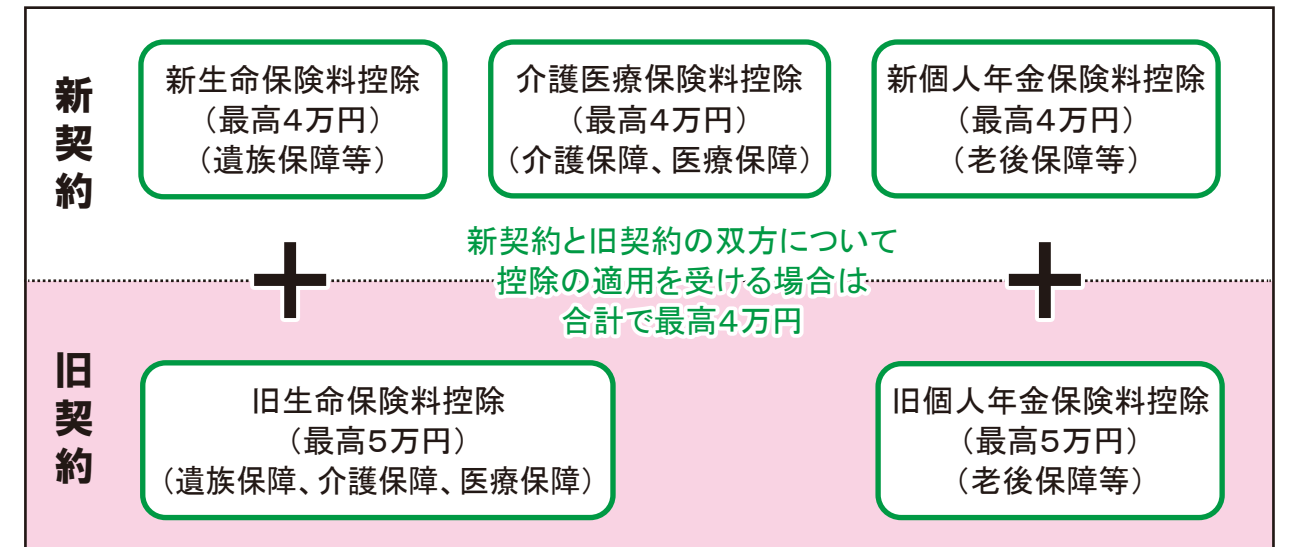 新契約
新生命保険料控除
（最高４万円）
（遺族保障等）
介護医療保険料控除
（最高４万円）
（介護保障、医療保障）
新個人年金保険料控除
（最高４万円）
（老後保障等）
＋
新契約と旧契約の双方について
控除の適用を受ける場合は
合計で最高４万円
＋
旧契約
旧生命保険料控除
（最高５万円）
（遺族保障、介護保障、医療保障）
旧個人年金保険料控除
（最高５万円）
（老後保障等）